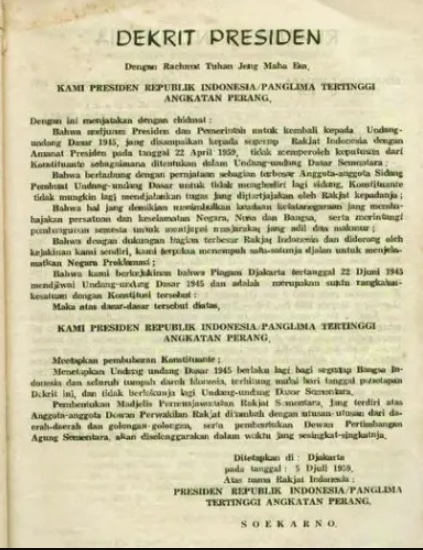 DEKRIT PRESIDEN
Dengan Rachmat Tuhan Jang Maha Esa,
KAMI PRESIDEN REPUBLIK INDONESIA/PANGLIMA TERTINGGI
ANGKATAN PERANG,
Dengan ini menjatakan dengan chidmat :
Bahwa andjuran Presiden dan Pemerintah untuk kembali kepada Undang-
undang Dasar 1945, jang disampaikan kepada segenap Rakjat Indonesia dengan
Amanat Presiden pada tanggal 22 April 1959, tidak memperoleh keputusan dari
Konstituante sebagaimana ditentukan dalam Undang-undang Dasar Sementara ;
Bahwa berhubung dengan pernjataan sebagian terbesar Anggota-anggota Sidang
Pembuat Undang-undang Dasar untuk tidak menghadiri lagi sidang, Konstituante
tidak mungkin lagi menjelesaikan tugas jang dipertjajakan oleh Rakjat kepadanja ;
Bahwa hal jang demikian menimbulkan keadaan ketatanegaraan jang memba-
hajakan persatuan dan keselamatan Negara, Nusa dan Bangsa, serta merintangi
pembangunan semesta untuk mentjapai masjarakat jang adil dan makmur ;
Bahwa dengan dukungan bagian terbesar Rakjat Indonesia dan didorong oleh
kejakinan kami sendiri, kami terpaksa menempuh satu-satunja djalan untuk menjela-
matkan Negara Proklamasi ;
Bahwa kami berkejakinan bahwa Piagam Djakarta tertanggal 22 Djuni 1945
mendjiwai Undang-undang Dasar 1945 dan adalah merupakan suatu rangkaian-
kesatuan dengan Konstitusi tersebut ;
Maka atas dasar-dasar tersebut diatas,
KAMI PRESIDEN REPUBLIK INDONESIA/PANGLIMA TERTINGGI
ANGKATAN PERANG,
Menetapkan pembubaran Konstituante ;
Menetapkan Undang-undang Dasar 1945 berlaku lagi bagi segenap Bangsa In-
donesia dan seluruh tumpah darah Indonesia, terhitung mulai hari tanggal penetapan
Dekrit ini, dan tidak berlakunja lagi Undang-undang Dasar Sementara.
Pembentukan Madjelis Permusjawaratan Rakjat Sementara, jang terdiri atas
Anggota-anggota Dewan Perwakilan Rakjat ditambah dengan utusan-utusan dari da-
erah-daerah dan golongan-golongan, serta pembentukan Dewan Pertimbangan
Agung Sementara, akan diselenggarakan dalam waktu jang sesingkat-singkatnja.
Ditetapkan di : Djakarta
pada tanggal : 5 Djuli 1959.
Atas nama Rakjat Indonesia ;
PRESIDEN REPUBLIK INDONESIA/PANGLIMA
TERTINGGI ANGKATAN PERANG,
SOEKARNO.